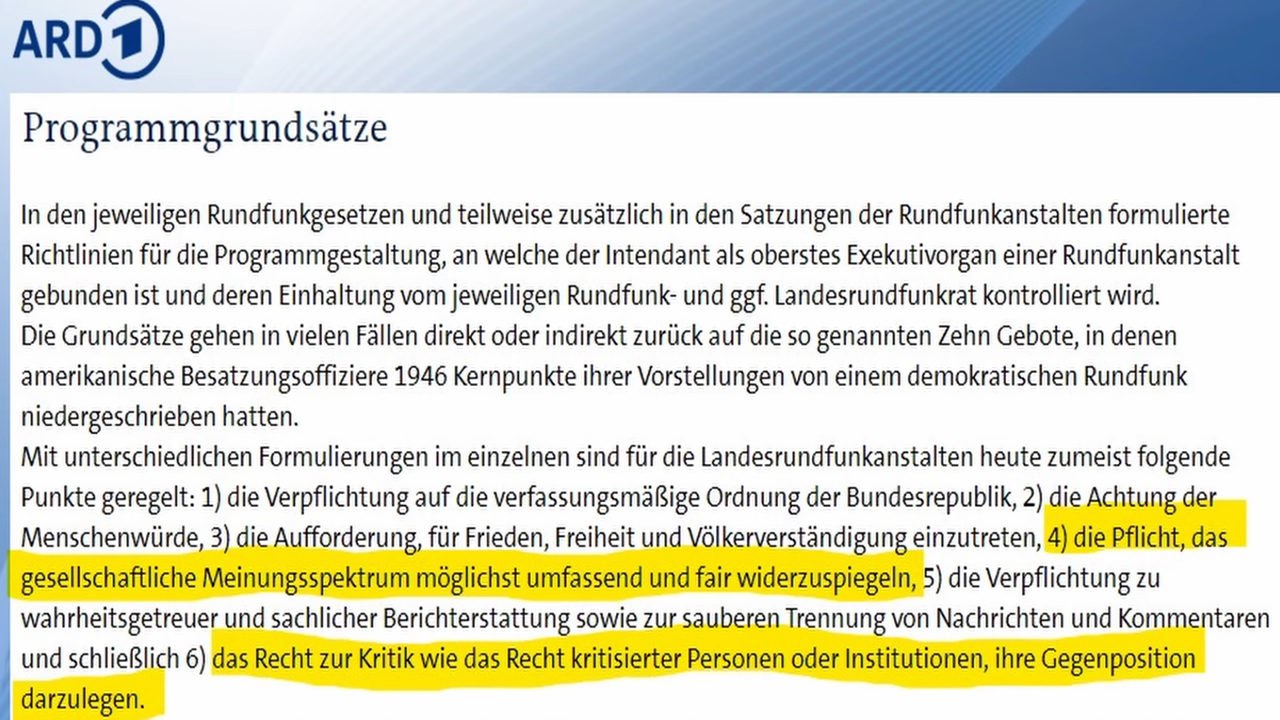 ARD 1
Programmgrundsätze
In den jeweiligen Rundfunkgesetzen und teilweise zusätzlich in den Satzungen der Rundfunkanstalten formulierte
Richtlinien für die Programmgestaltung, an welche der Intendant als oberstes Exekutivorgan einer Rundfunkanstalt
gebunden ist und deren Einhaltung vom jeweiligen Rundfunk- und ggf. Landesrundfunkrat kontrolliert wird.
Die Grundsätze gehen in vielen Fällen direkt oder indirekt zurück auf die so genannten Zehn Gebote, in denen
amerikanische Besatzungsoffiziere 1946 Kernpunkte ihrer Vorstellungen von einem demokratischen Rundfunk
niedergeschrieben hatten.
Mit unterschiedlichen Formulierungen im einzelnen sind für die Landesrundfunkanstalten heute zumeist folgende
Punkte geregelt: 1) die Verpflichtung auf die verfassungsmäßige Ordnung der Bundesrepublik, 2) die Achtung der
Menschenwürde, 3) die Aufforderung, für Frieden, Freiheit und Völkerverständigung einzutreten, 4) die Pflicht, das
gesellschaftliche Meinungsspektrum möglichst umfassend und fair widerzuspiegeln, 5) die Verpflichtung zu
wahrheitsgetreuer und sachlicher Berichterstattung sowie zur sauberen Trennung von Nachrichten und Kommentaren
und schließlich 6) das Recht zur Kritik wie das Recht kritisierter Personen oder Institutionen, ihre Gegenposition
darzulegen.